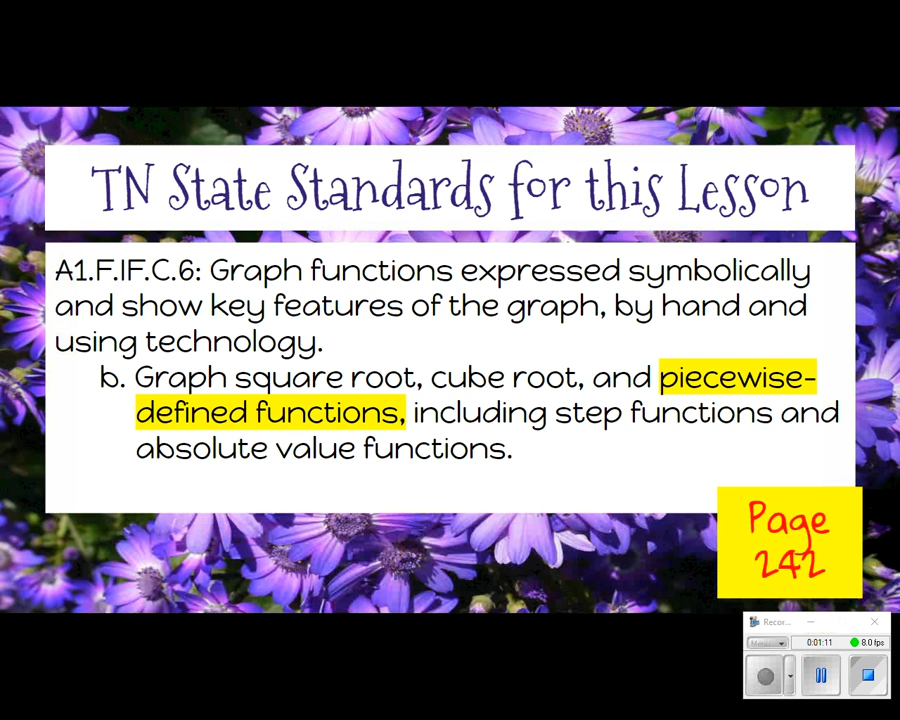 TN State Standards for this Lesson
A1.F.IF.C.6: Graph functions expressed symbolically
and show key features of the graph, by hand and
using technology.
b. Graph square root, cube root, and piecewise-
defined functions, including step functions and
absolute value functions.
Page
242
Recor...
0:01:11 8.0 fps